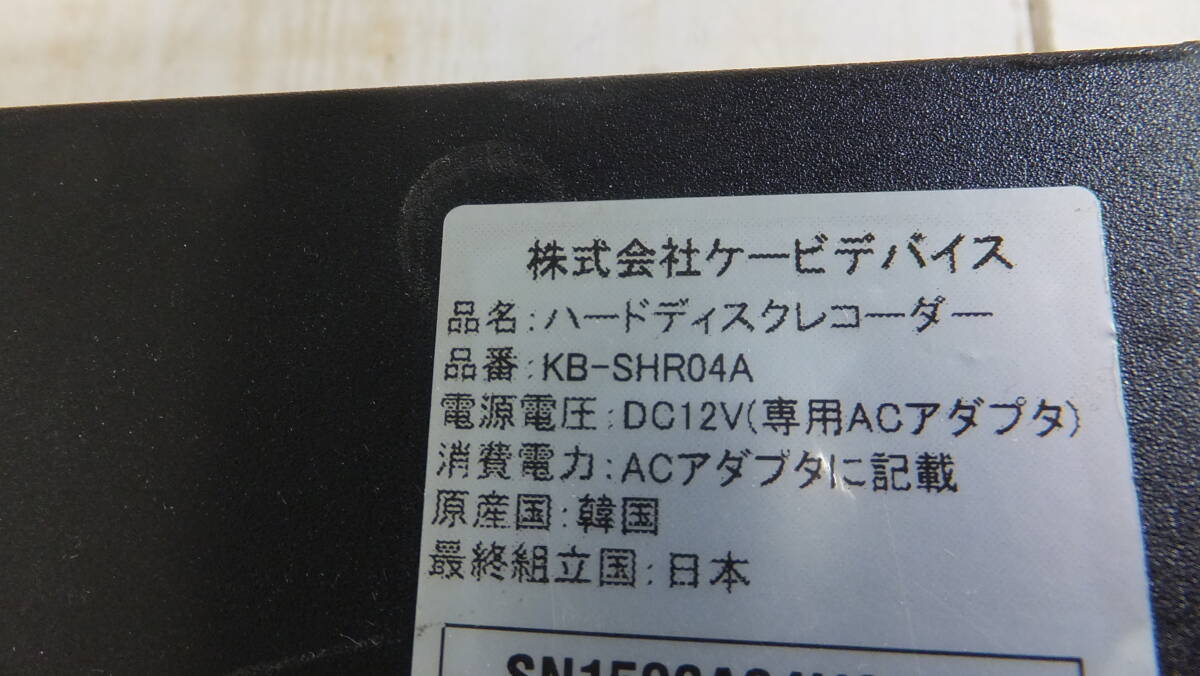 株式会社ケービデバイス
品名:ハードディスクレコーダー
品番:KB-SHR04A
電源電圧:DC12V(専用ACアダプタ)
消費電力:ACアダプタに記載
原産国:韓国
最終組立国:日本